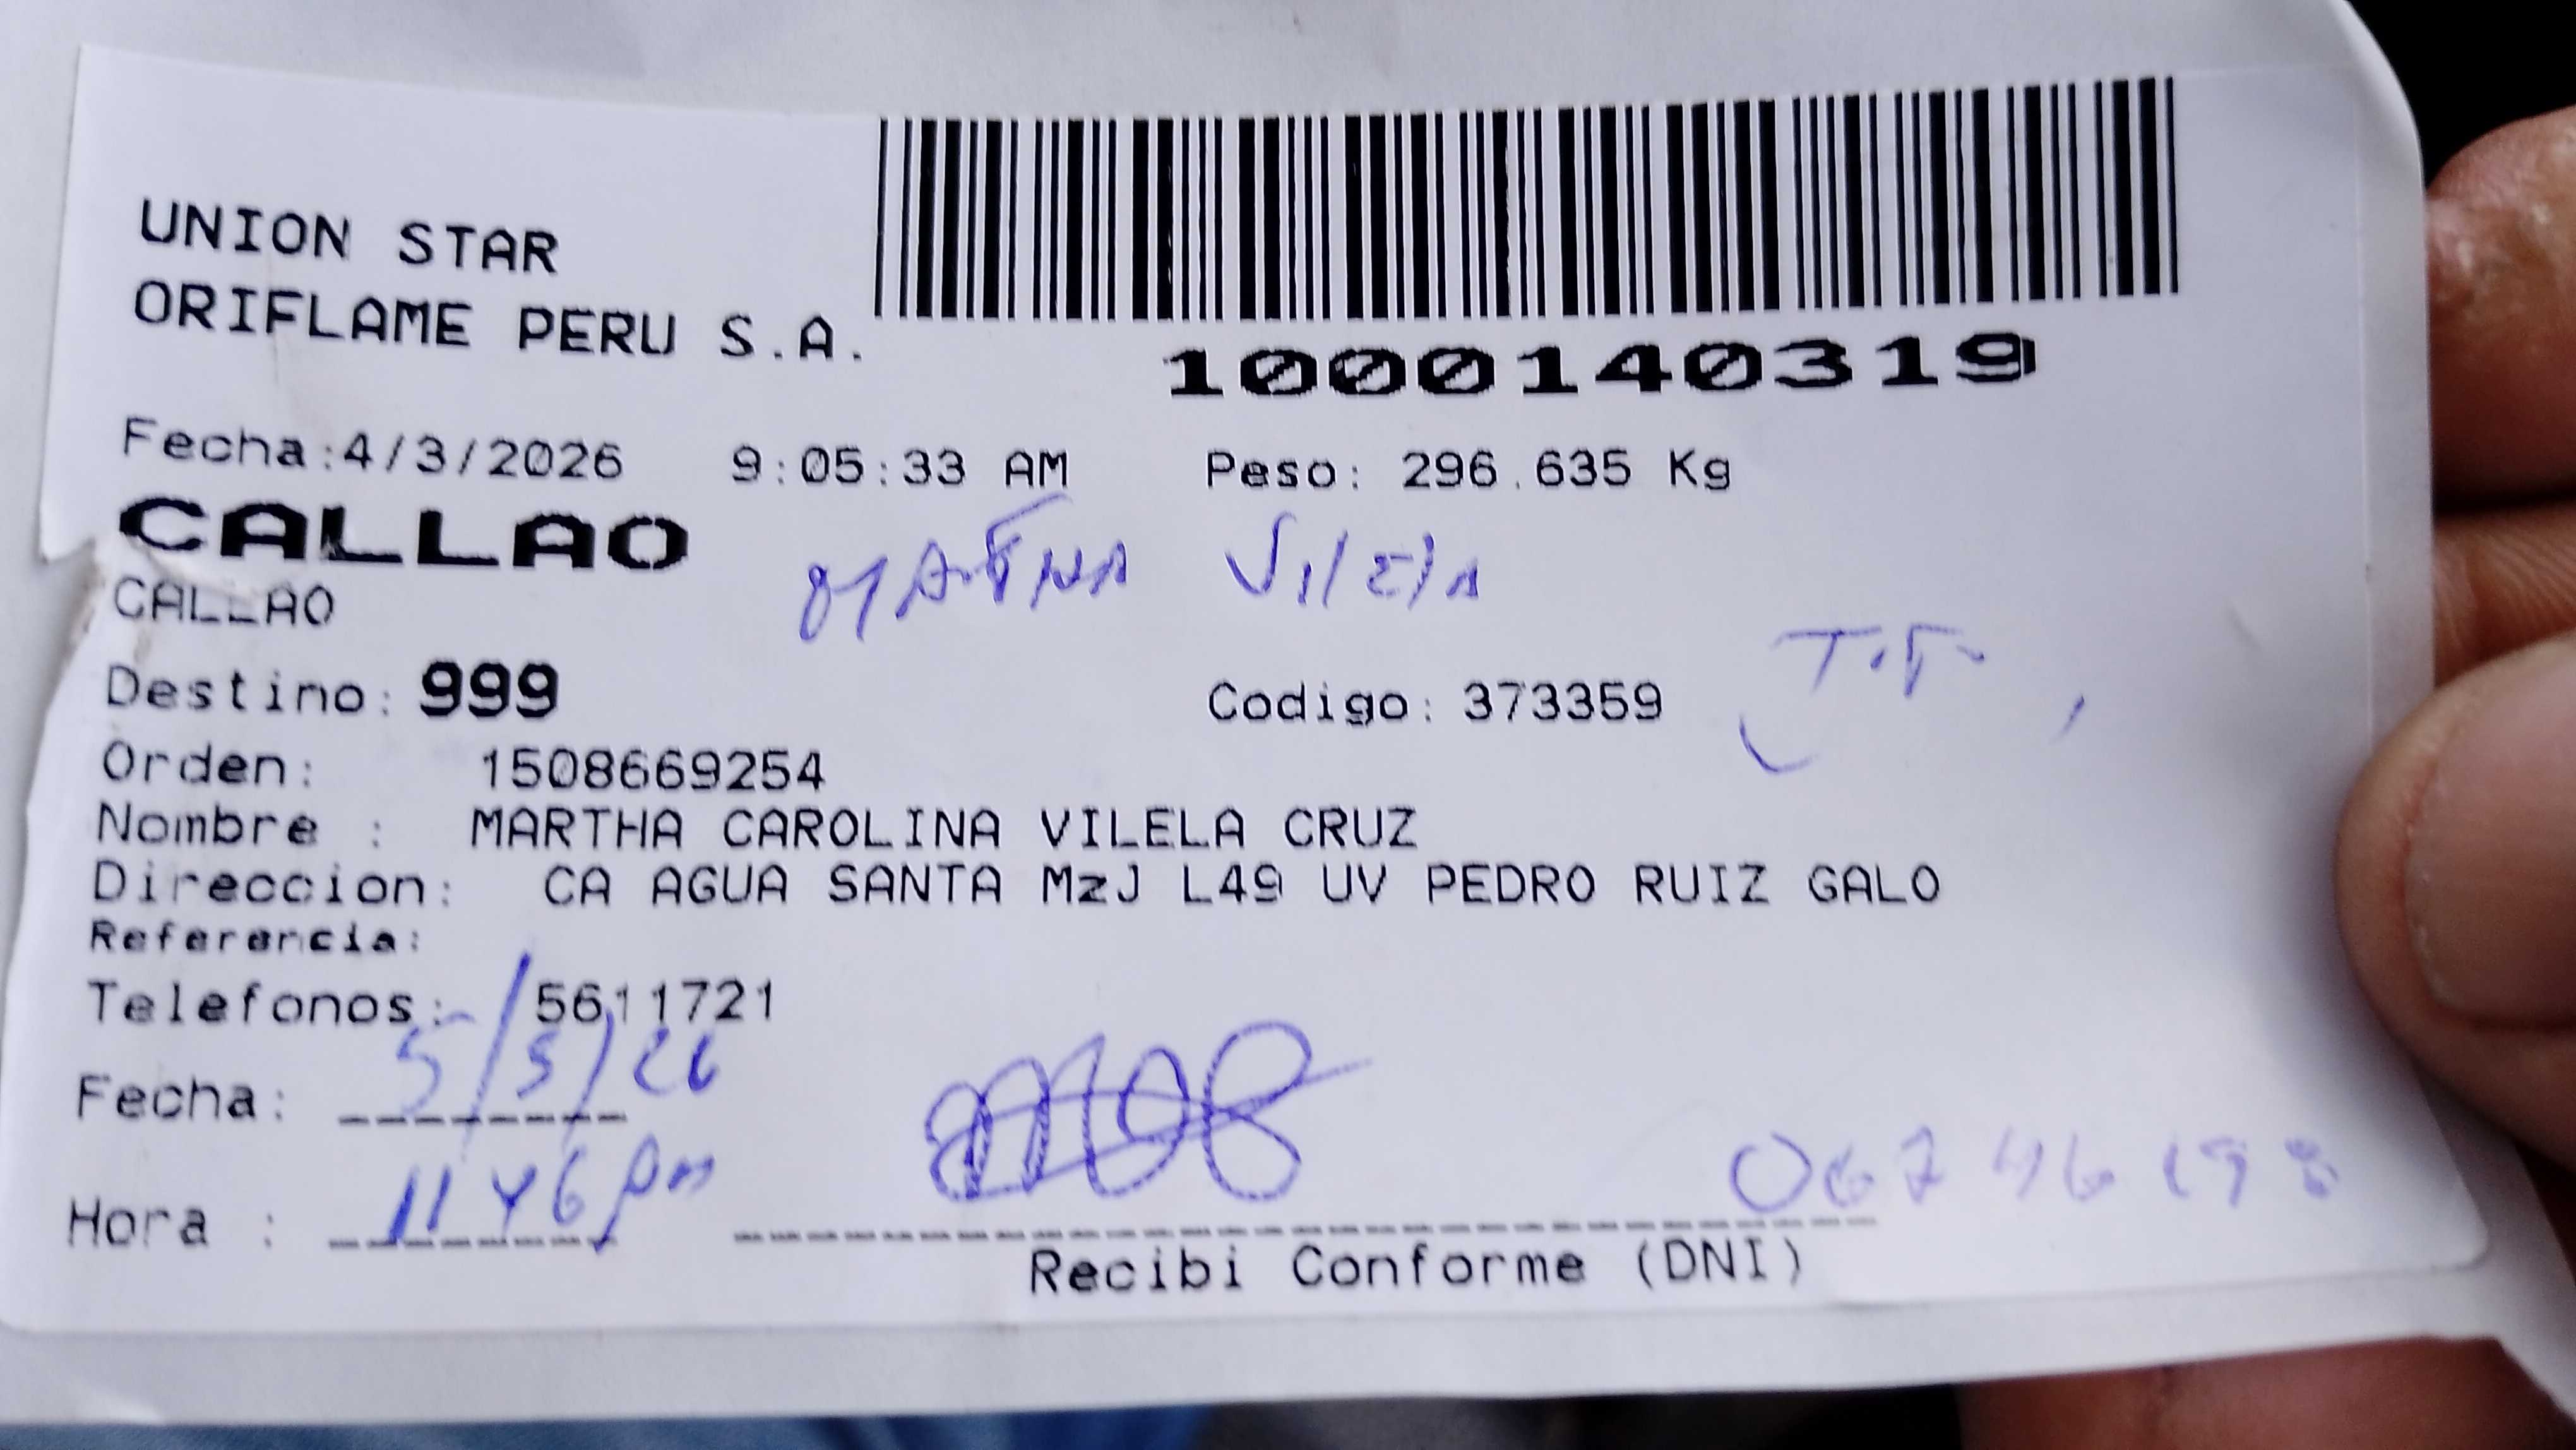 UNION STAR
ORIFLAME PERU S.A.
1000140319
Fecha:4/3/2026 9:05:33 AM Peso: 296.635 Kg
CALLAO
CALLAO
VilElA
Destino: 999 Codigo: 373359
Orden: 1508669254
Nombre : MARTHA CAROLINA VILELA CRUZ
Direccion: CA AGUA SANTA MzJ L49 UV PEDRO RUIZ GALO
Referencia:
Telefonos: 5611721
Fecha: 5/3/26
Hora : 11 46 pm
Recibi Conforme (DNI)